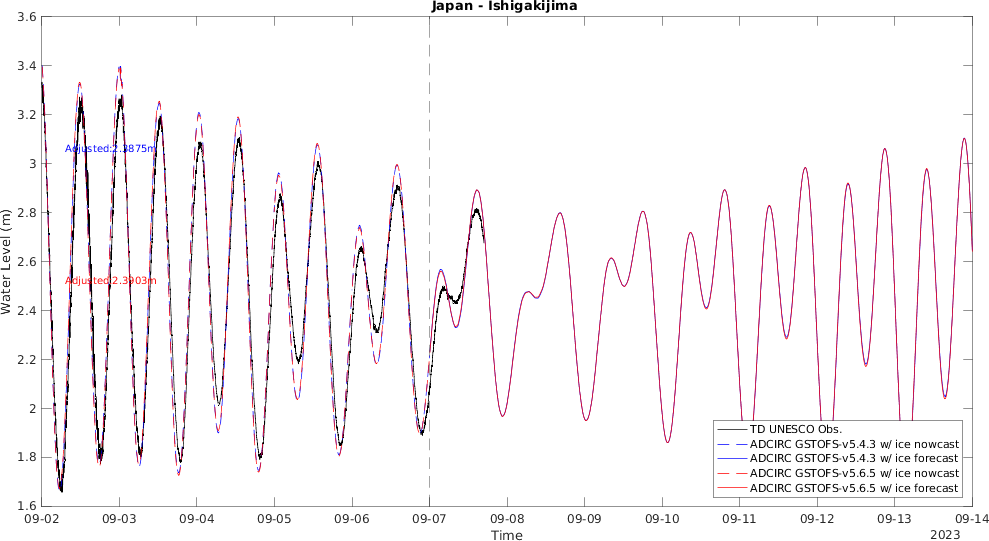 Japan - Ishigakijima
3.6
3.4
3.2
3
2.8
2.6
2.4
2.2
2
1.8
1.6
Water Level (m)
Adjusted:2.3875m
Adjusted:2.3903m
TD UNESCO Obs.
ADCIRC GSTOFS-v5.4.3 w/ ice nowcast
ADCIRC GSTOFS-v5.4.3 w/ ice forecast
ADCIRC GSTOFS-v5.6.5 w/ ice nowcast
ADCIRC GSTOFS-v5.6.5 w/ ice forecast
09-02 09-03 09-04 09-05 09-06 09-07 09-08 09-09 09-10 09-11 09-12 09-13 09-14
Time
2023